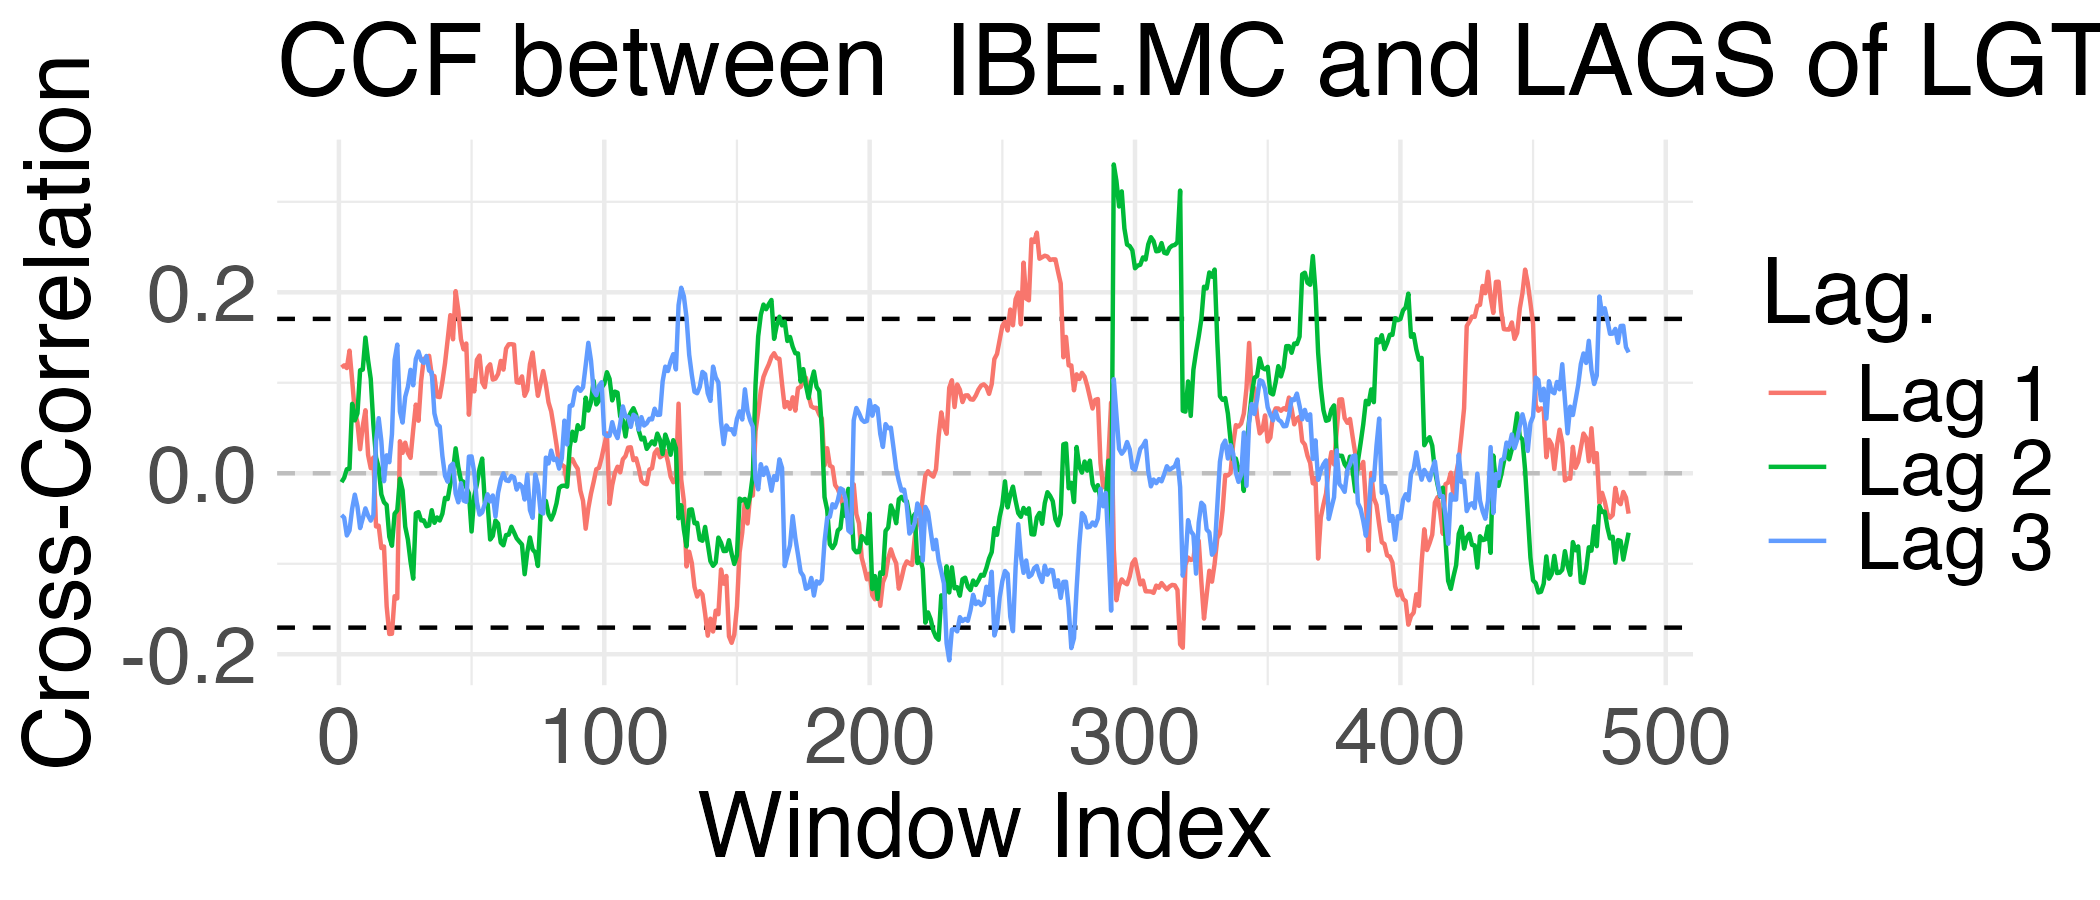 CCF between  IBE.MC and LAGS of LGT
Cross-Correlation
0.2
0.0
-0.2
0
100
200
300
400
500
Window Index
Lag.
Lag 1
Lag 2
Lag 3